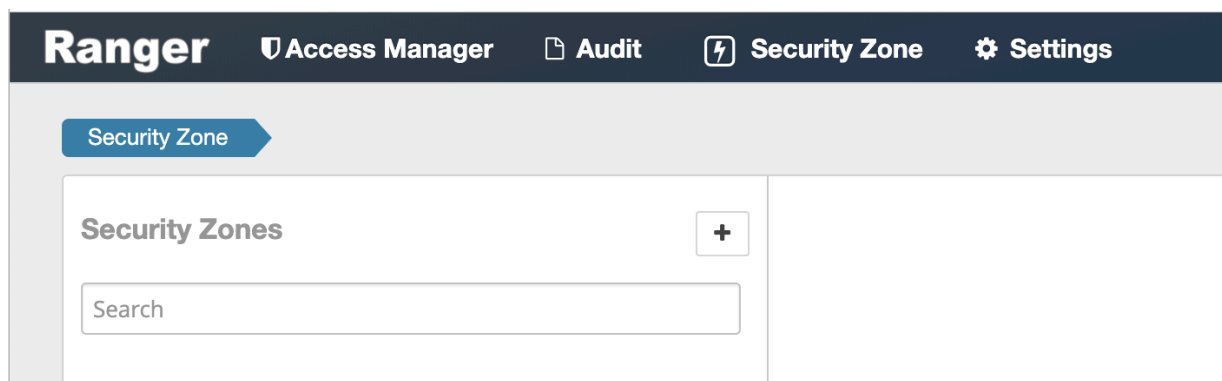 Ranger Access Manager Audit Security Zone Settings
Security Zone
Security Zones
Search